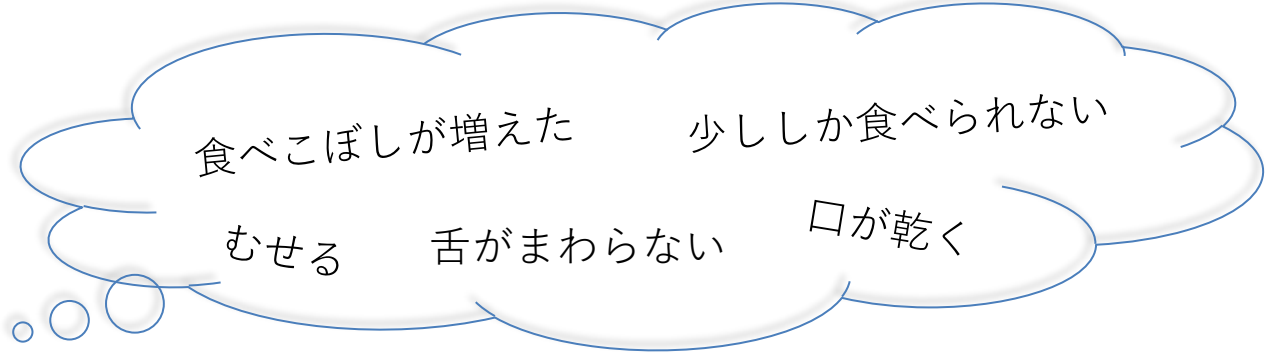 食べこぼしが増えた
少ししか食べられない
むせる
舌がまわらない
口が乾く